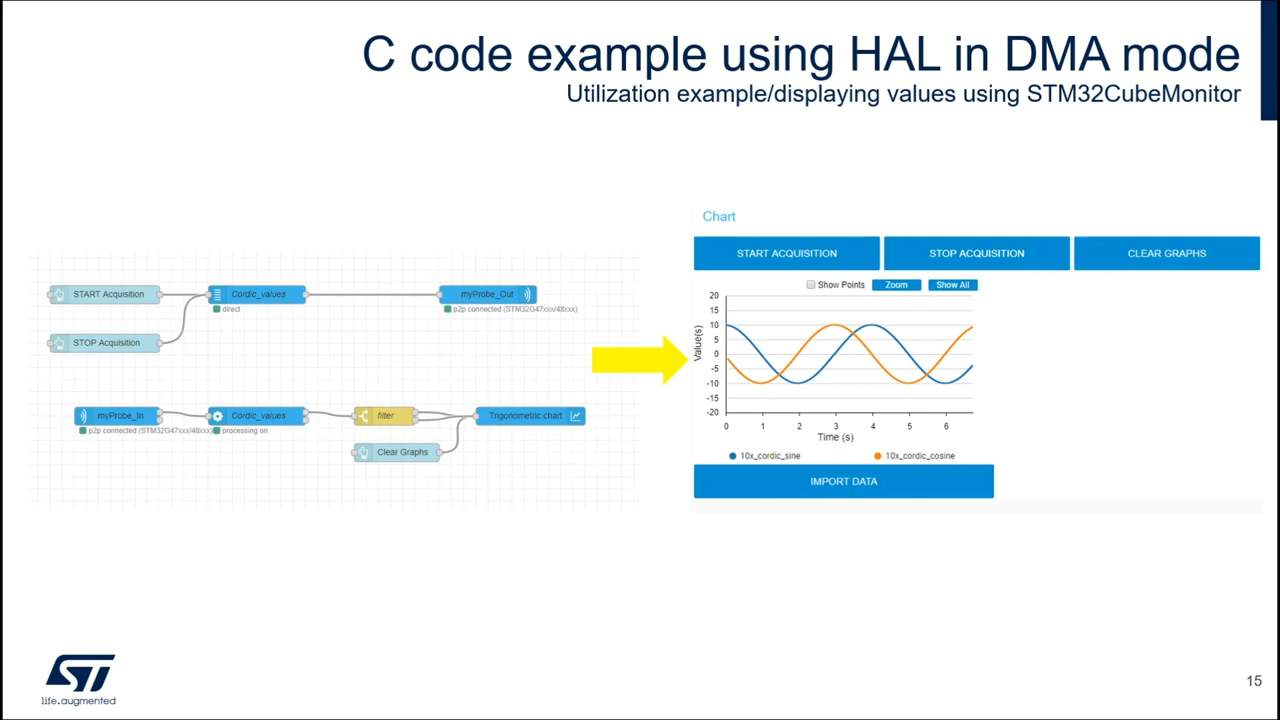 C code example using HAL in DMA mode
Utilization example/displaying values using STM32CubeMonitor
START Acquisition
Cordic_values
direct
myProbe_Out
p2p connected (STM32G47xxx/48xxx)
STOP Acquisition
myProbe_In
p2p connected (STM32G47xxx/48xxx)
Cordic_values
processing on
filter
Trigonometric chart
Clear Graphs
Chart
START ACQUISITION
STOP ACQUISITION
CLEAR GRAPHS
Show Points
Zoom
Show All
Value(s)
20
15
10
5
0
-5
-10
-15
-20
0 1 2 3 4 5 6
Time (s)
10x_cordic_sine
10x_cordic_cosine
IMPORT DATA
ST
life.augmented
15